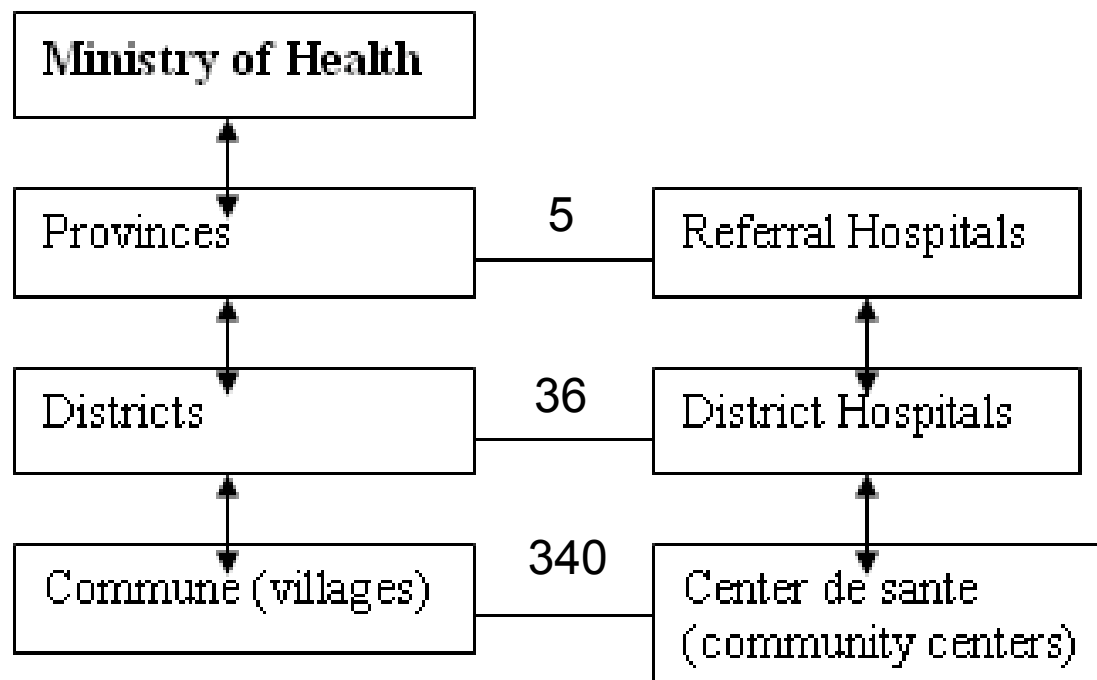 Ministry of Health
Provinces
5
Referral Hospitals
Districts
36
District Hospitals
Commune (villages)
340
Center de sante
(community centers)